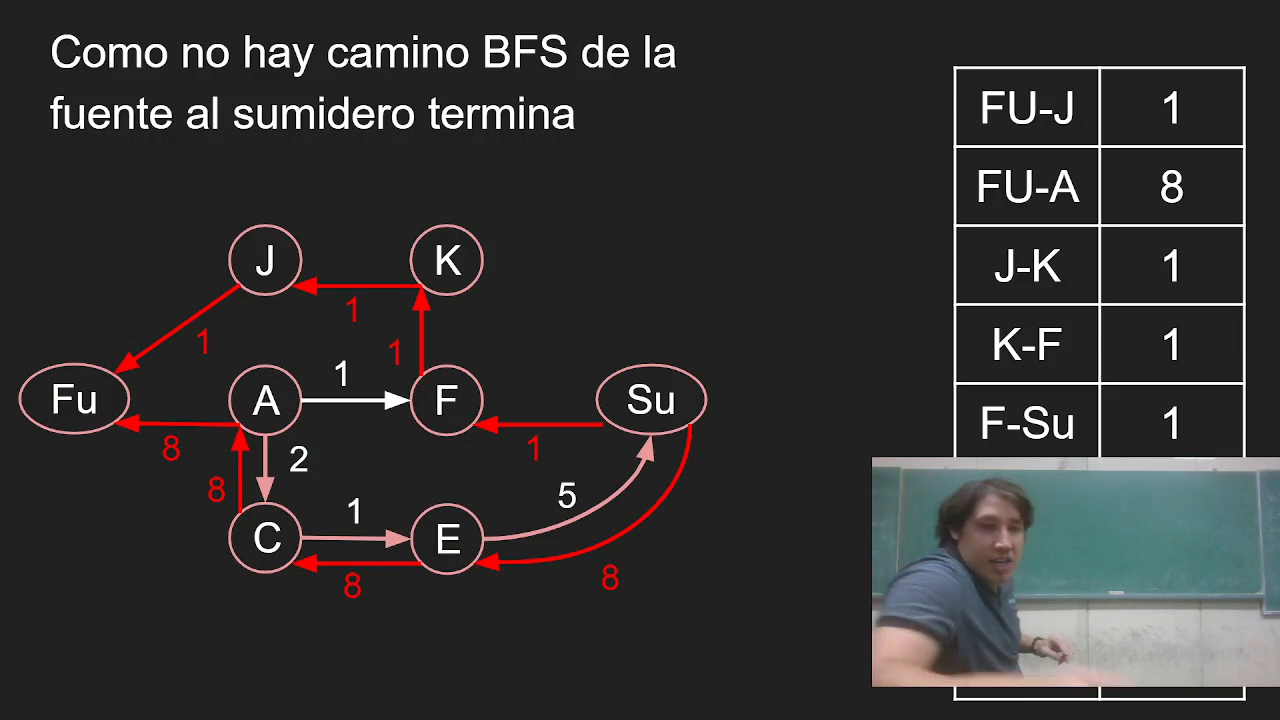 Como no hay camino BFS de la
fuente al sumidero termina
FU-J 1
FU-A 8
J-K 1
K-F 1
F-Su 1
J K
1
1 1
1
Fu A F Su
8 1
2
8
1 5
C E
8 8